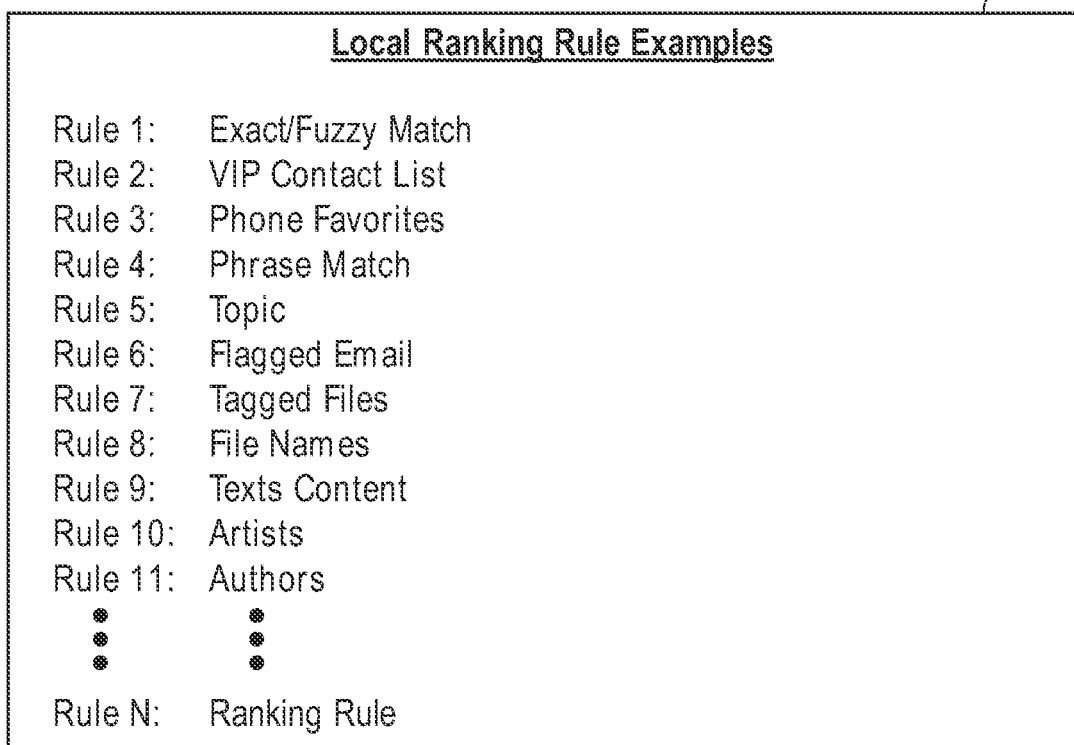 Local Ranking Rule Examples
Rule 1: Exact/Fuzzy Match
Rule 2: VIP Contact List
Rule 3: Phone Favorites
Rule 4: Phrase Match
Rule 5: Topic
Rule 6: Flagged Email
Rule 7: Tagged Files
Rule 8: File Names
Rule 9: Texts Content
Rule 10: Artists
Rule 11: Authors
Rule N: Ranking Rule